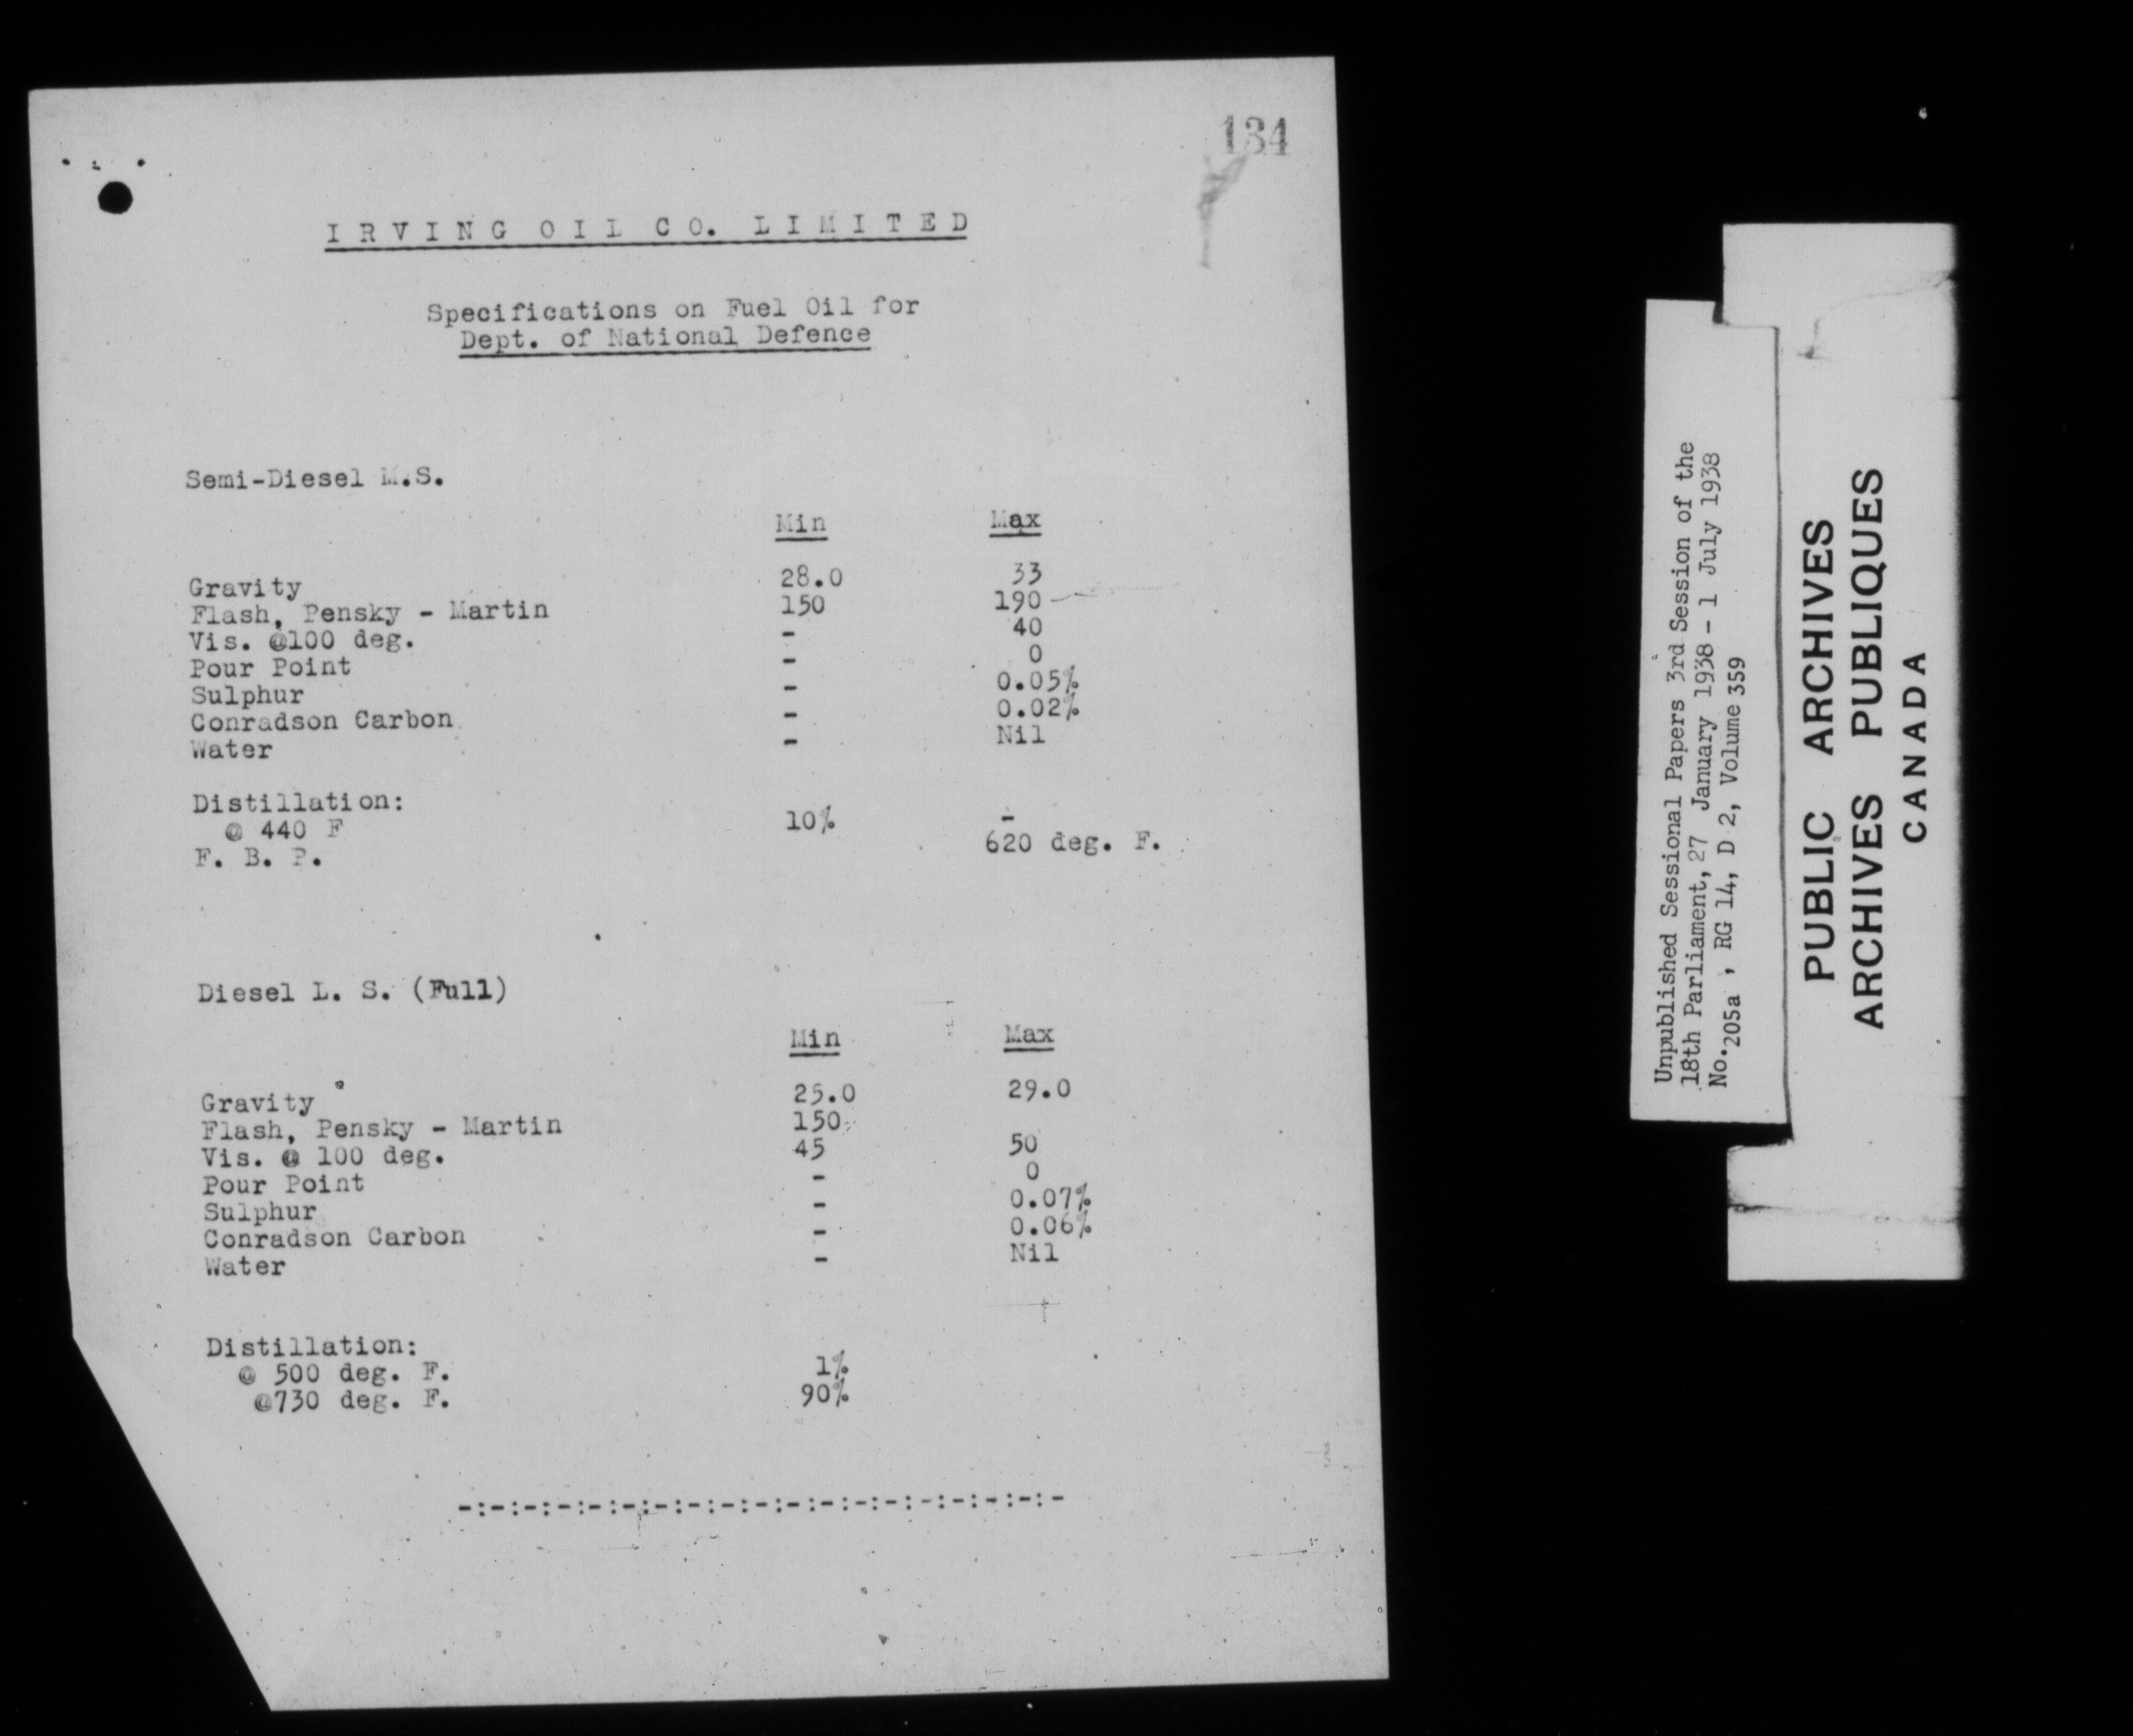 134
IRVING OIL CO. LIMITED
Specifications on Fuel Oil for
Dept. of National Defence
Semi-Diesel M.S.
Min Max
Gravity 28.0 33
Flash, Pensky - Martin 150 190
Vis. @100 deg. - 40
Pour Point - 0
Sulphur - 0.05%
Conradson Carbon - 0.02%
Water - Nil
Distillation:
@ 440 F 10% -
F. B. P. 620 deg. F.
Diesel L. S. (Full)
Min Max
Gravity 25.0 29.0
Flash, Pensky - Martin 150
Vis. @ 100 deg. 45 50
Pour Point - 0
Sulphur - 0.07%
Conradson Carbon - 0.06%
Water - Nil
Distillation:
@ 500 deg. F. 1%
@730 deg. F. 90%
-:-:-:-:-:-:-:-:-:-:-:-:-:-:-:-:-:-:-
Unpublished Sessional Papers 3rd Session of the
18th Parliament, 27 January 1938 - 1 July 1938
No. 205a , RG 14, D 2, Volume 359
PUBLIC ARCHIVES
ARCHIVES PUBLIQUES
CANADA